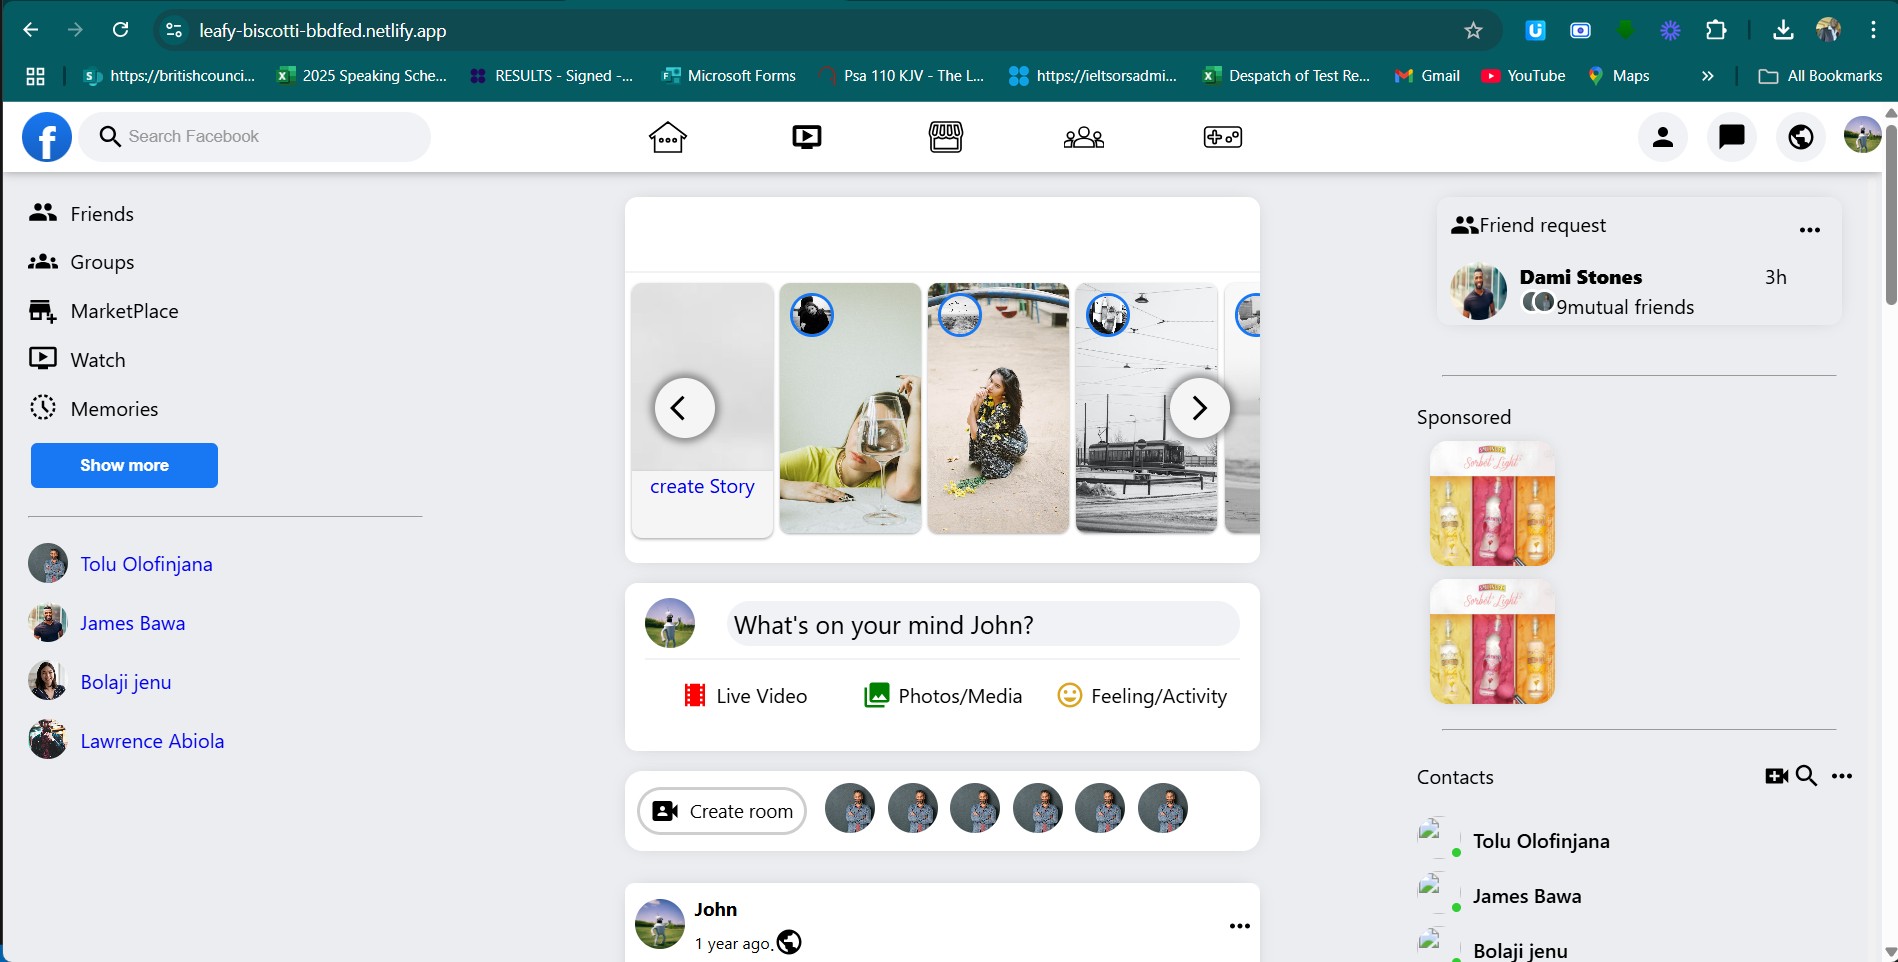 leafy-biscotti-bbdfed.netlify.app
https://britishcounci...
2025 Speaking Sche...
RESULTS - Signed -...
Microsoft Forms
Psa 110 KJV - The L...
https://ieltsorsadmi...
Despatch of Test Re...
Gmail
YouTube
Maps
All Bookmarks
Search Facebook
Friends
Groups
MarketPlace
Watch
Memories
Show more
Tolu Olofinjana
James Bawa
Bolaji jenu
Lawrence Abiola
create Story
What's on your mind John?
Live Video
Photos/Media
Feeling/Activity
Create room
John
1 year ago.
Friend request
Dami Stones
3h
9mutual friends
Sponsored
Sorbet Light
Sorbet Light
Contacts
Tolu Olofinjana
James Bawa
Bolaji jenu